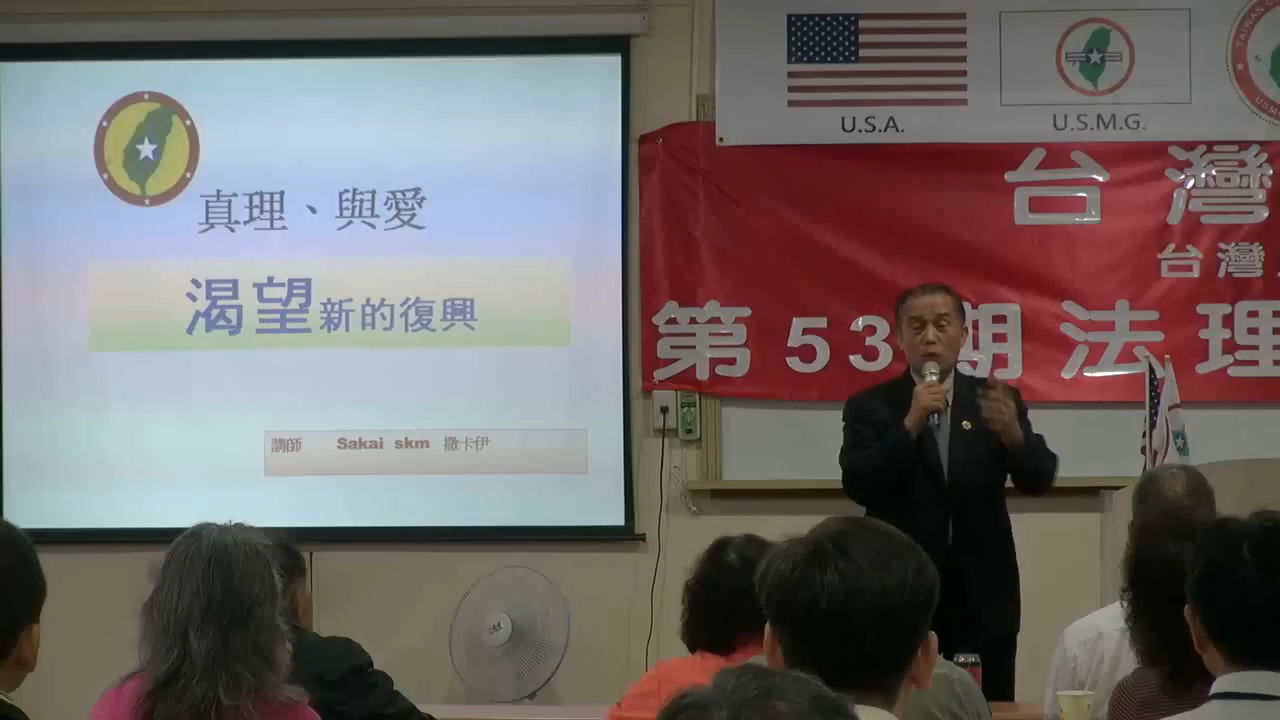 真理、與愛
渴望新的復興
講師 Sakai skm 撒卡伊
U.S.A.
U.S.M.G.
台灣
台灣
第53期法理